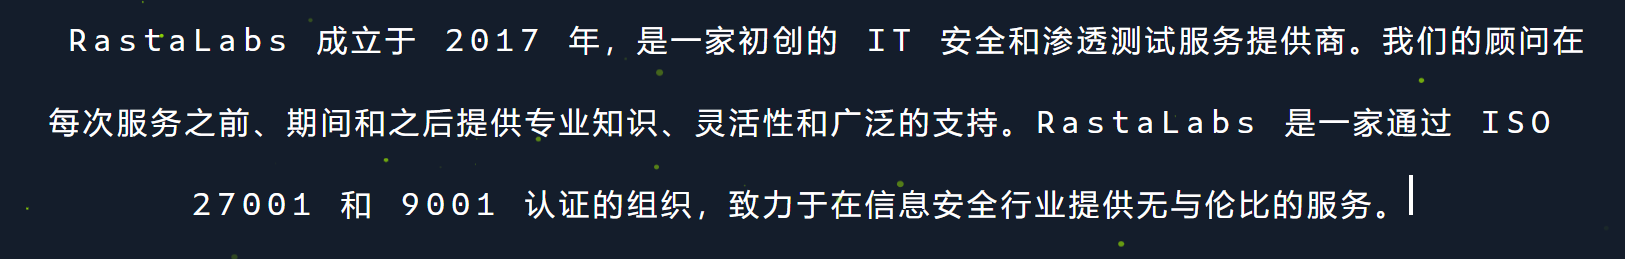 RastaLabs 成立于 2017 年，是一家初创的 IT 安全和渗透测试服务提供商。我们的顾问在
每次服务之前、期间和之后提供专业知识、灵活性和广泛的支持。RastaLabs 是一家通过 ISO
27001 和 9001 认证的组织，致力于在信息安全行业提供无与伦比的服务。